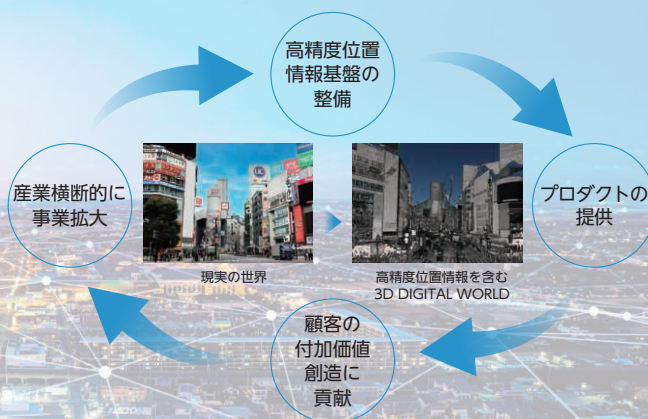 高精度位置
情報基盤の
整備
産業横断的に
事業拡大
プロダクトの
提供
現実の世界
高精度位置情報を含む
3D DIGITAL WORLD
顧客の
付加価値
創造に
貢献